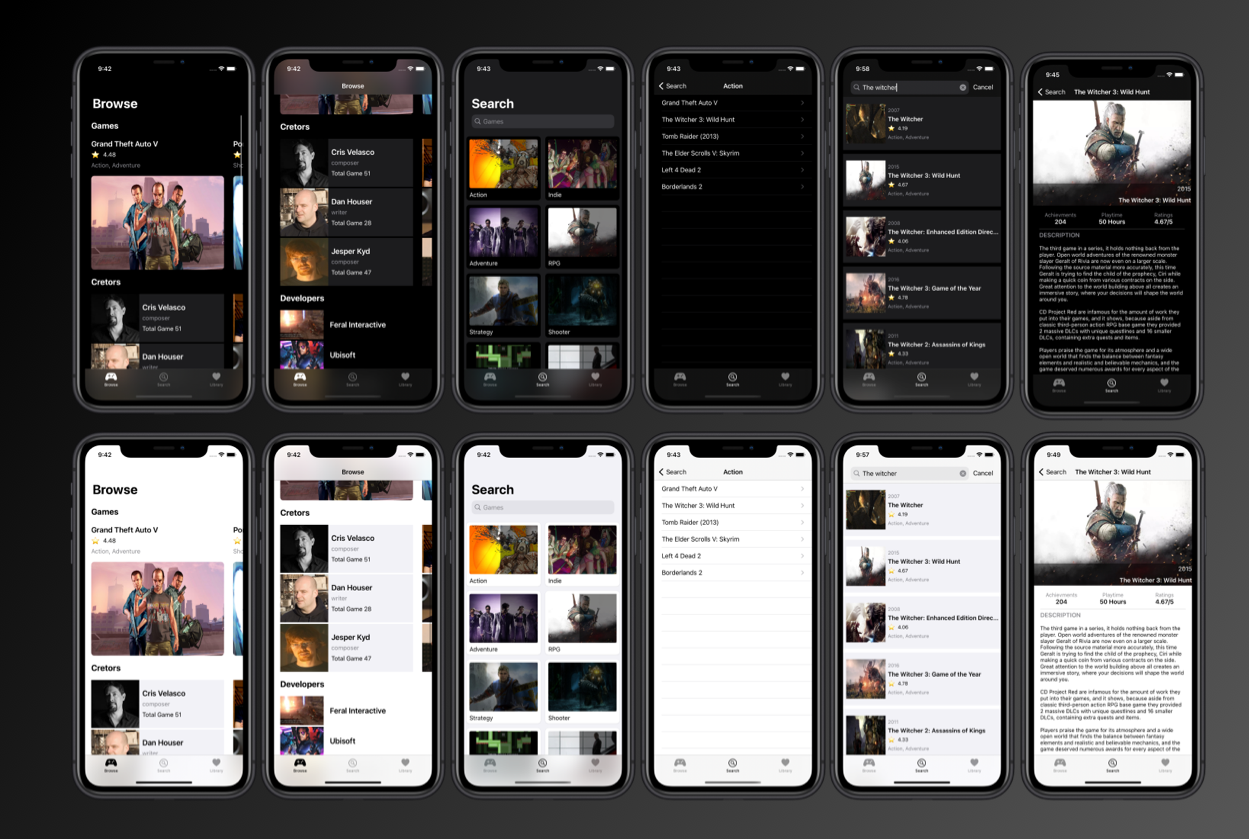 9:42
Browse
Games
Grand Theft Auto V
4.48
Action, Adventure
Po
Cretors
Cris Velasco
composer
Total Game 51
Dan Houser
writer
Browse
Search
Library
9:42
Browse
Cretors
Cris Velasco
composer
Total Game 51
Dan Houser
writer
Total Game 28
Jesper Kyd
composer
Total Game 47
Developers
Feral Interactive
Ubisoft
Browse
Search
Library
9:43
Search
Games
Action
Indie
Adventure
RPG
Strategy
Shooter
Browse
Search
Library
9:43
Search
Action
Grand Theft Auto V
The Witcher 3: Wild Hunt
Tomb Raider (2013)
The Elder Scrolls V: Skyrim
Left 4 Dead 2
Borderlands 2
Browse
Search
Library
9:58
The witcher
Cancel
2007
The Witcher
4.19
Action, Adventure
2015
The Witcher 3: Wild Hunt
4.67
Action, Adventure
2008
The Witcher: Enhanced Edition Direc...
4.06
Action, Adventure
2016
The Witcher 3: Game of the Year
4.78
Action, Adventure
2011
The Witcher 2: Assassins of Kings
4.33
Action, Adventure
Browse
Search
Library
9:45
Search
The Witcher 3: Wild Hunt
2015
The Witcher 3: Wild Hunt
Achievments
Playtime
Ratings
204
50 Hours
4.67/5
DESCRIPTION
The third game in a series, it holds nothing back from the
player. Open world adventures of the renowned monster
slayer Geralt of Rivia are now even on a larger scale.
Following the source material more accurately, this time
Geralt is trying to find the child of the prophecy, Ciri while
making a quick coin from various contracts on the side.
Great attention to the world building above all creates an
immersive story, where your decisions will shape the world
around you.
CD Project Red are infamous for the amount of work they
put into their games, and it shows, because aside from
classic third-person action RPG base game they provided
2 massive DLCs with unique questlines and 16 smaller
DLCs, containing extra quests and items.
Players praise the game for its atmosphere and a wide
open world that finds the balance between fantasy
elements and realistic and believable mechanics, and the
game deserved numerous awards for every aspect of the
Browse
Search
Library
9:42
Browse
Games
Grand Theft Auto V
4.48
Action, Adventure
Po
Cretors
Cris Velasco
composer
Total Game 51
Dan Houser
writer
Browse
Search
Library
9:42
Browse
Cretors
Cris Velasco
composer
Total Game 51
Dan Houser
writer
Total Game 28
Jesper Kyd
composer
Total Game 47
Developers
Feral Interactive
Ubisoft
Browse
Search
Library
9:42
Search
Games
Action
Indie
Adventure
RPG
Strategy
Shooter
Browse
Search
Library
9:43
Search
Action
Grand Theft Auto V
The Witcher 3: Wild Hunt
Tomb Raider (2013)
The Elder Scrolls V: Skyrim
Left 4 Dead 2
Borderlands 2
Browse
Search
Library
9:57
The witcher
Cancel
2007
The Witcher
4.19
Action, Adventure
2015
The Witcher 3: Wild Hunt
4.67
Action, Adventure
2008
The Witcher: Enhanced Edition Direc...
4.06
Action, Adventure
2016
The Witcher 3: Game of the Year
4.78
Action, Adventure
2011
The Witcher 2: Assassins of Kings
4.33
Action, Adventure
Browse
Search
Library
9:49
Search
The Witcher 3: Wild Hunt
2015
The Witcher 3: Wild Hunt
Achievments
Playtime
Ratings
204
50 Hours
4.67/5
DESCRIPTION
The third game in a series, it holds nothing back from the
player. Open world adventures of the renowned monster
slayer Geralt of Rivia are now even on a larger scale.
Following the source material more accurately, this time
Geralt is trying to find the child of the prophecy, Ciri while
making a quick coin from various contracts on the side.
Great attention to the world building above all creates an
immersive story, where your decisions will shape the world
around you.
CD Project Red are infamous for the amount of work they
put into their games, and it shows, because aside from
classic third-person action RPG base game they provided
2 massive DLCs with unique questlines and 16 smaller
DLCs, containing extra quests and items.
Players praise the game for its atmosphere and a wide
open world that finds the balance between fantasy
elements and realistic and believable mechanics, and the
game deserved numerous awards for every aspect of the
Browse
Search
Library